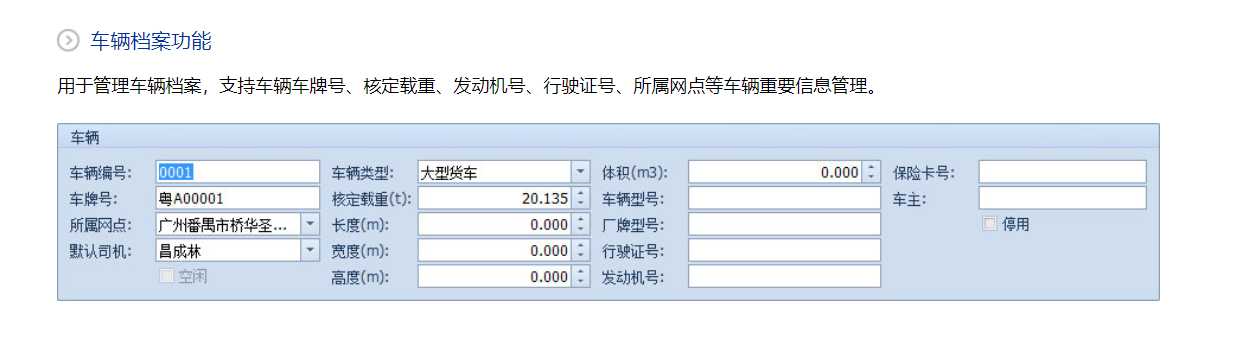 车辆档案功能
用于管理车辆档案，支持车辆车牌号、核定载重、发动机号、行驶证号、所属网点等车辆重要信息管理。
车辆
车辆编号: 0001 车辆类型: 大型货车 体积(m3): 0.000 保险卡号:
车牌号: 粤A00001 核定载重(t): 20.135 车辆型号: 车主:
所属网点: 广州番禺市桥华圣... 长度(m): 0.000 厂牌型号: 停用
默认司机: 昌成林 宽度(m): 0.000 行驶证号:
空闲 高度(m): 0.000 发动机号: